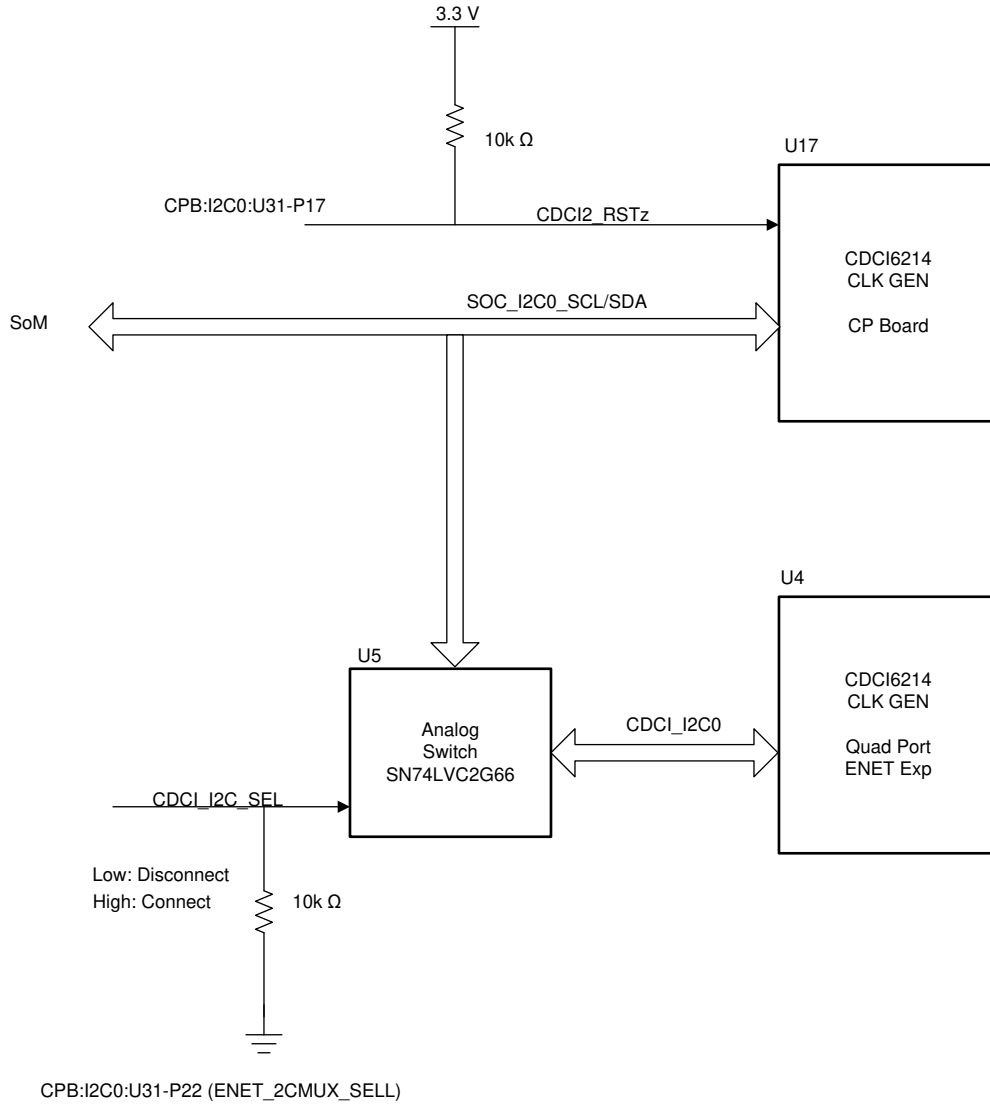 3.3 V
10k Ω
U17
CPB:I2C0:U31-P17
CDCI2_RSTz
CDCI6214
CLK GEN
CP Board
SoM
SOC_I2C0_SCL/SDA
U4
U5
CDCI6214
CLK GEN
Quad Port
ENET Exp
Analog
Switch
SN74LVC2G66
CDCI_I2C0
CDCI_I2C_SEL
Low: Disconnect
High: Connect
10k Ω
CPB:I2C0:U31-P22 (ENET_2CMUX_SELL)